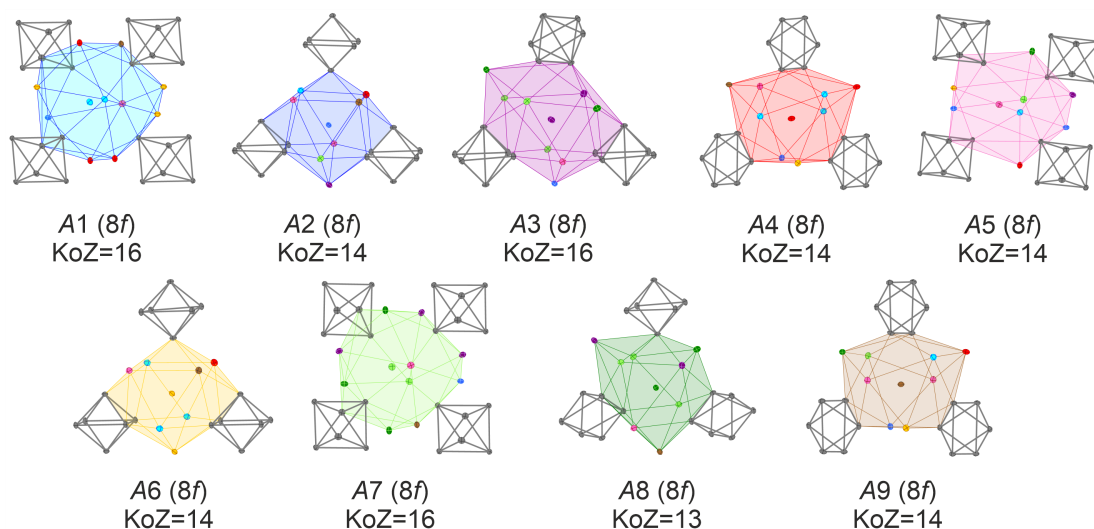 A1 (8f)
KoZ=16
A2 (8f)
KoZ=14
A3 (8f)
KoZ=16
A4 (8f)
KoZ=14
A5 (8f)
KoZ=14
A6 (8f)
KoZ=14
A7 (8f)
KoZ=16
A8 (8f)
KoZ=13
A9 (8f)
KoZ=14